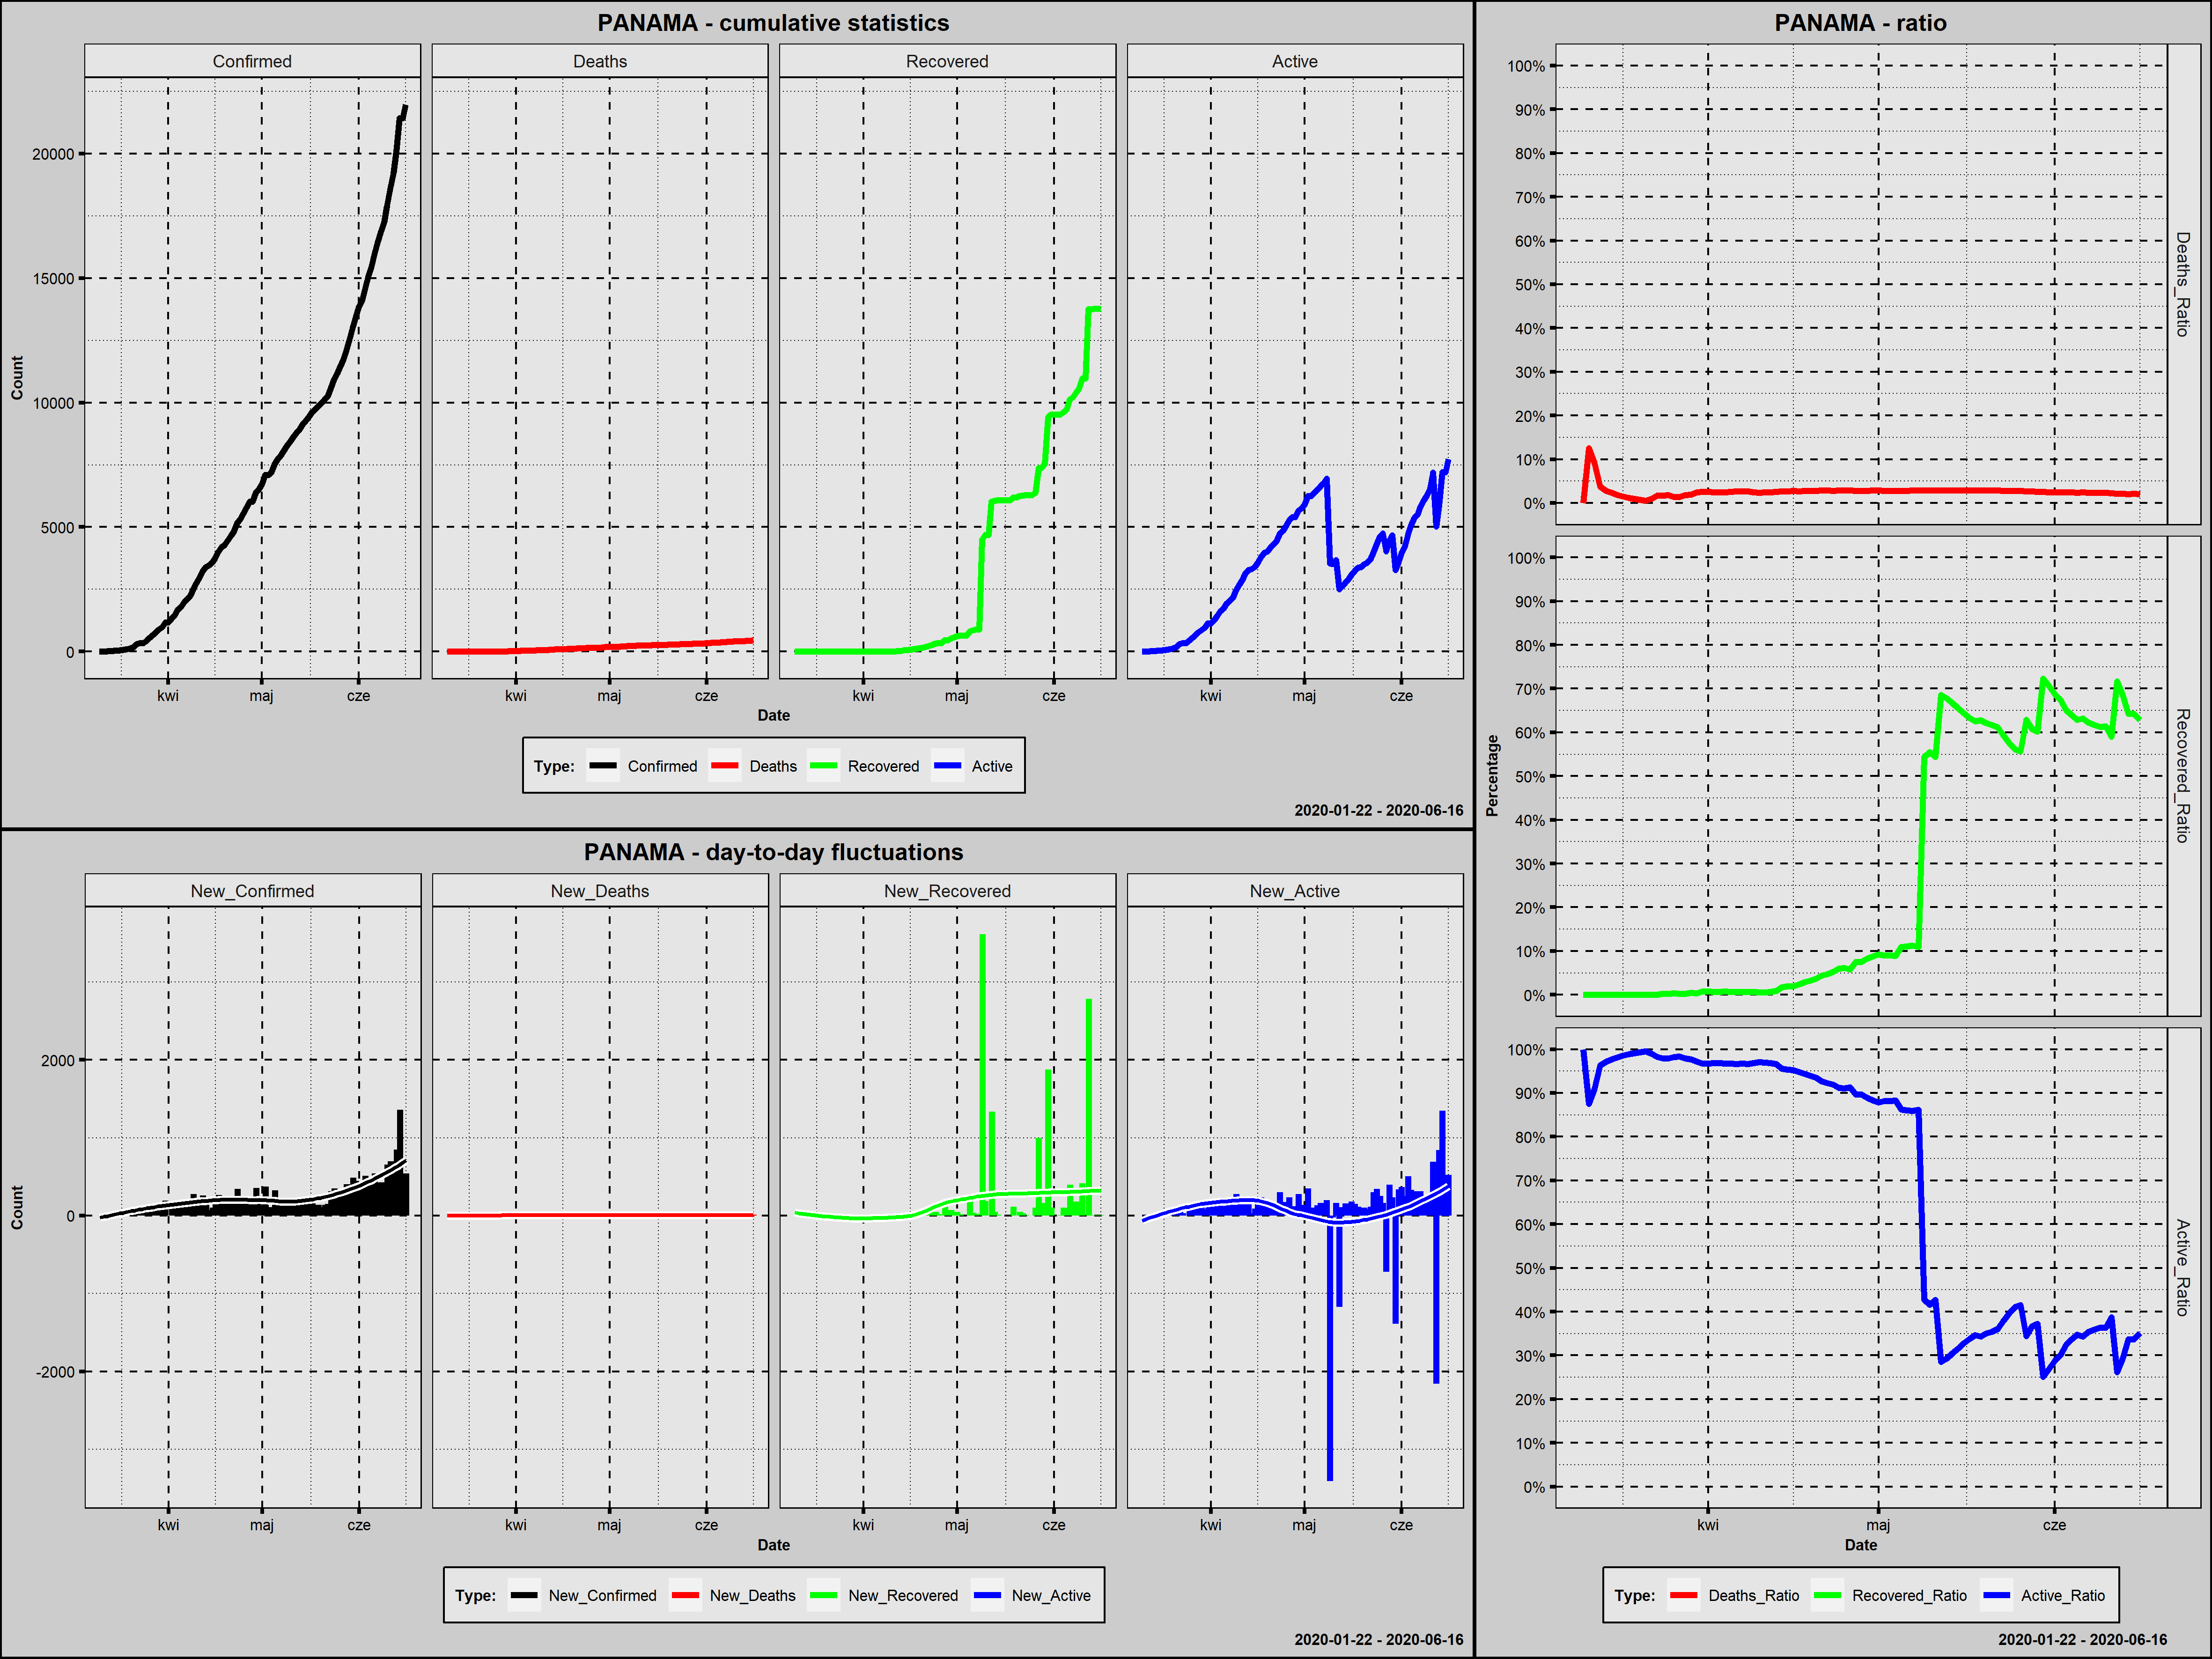 PANAMA - cumulative statistics
Confirmed Deaths Recovered Active
Count
20000
15000
10000
5000
0
kwi maj cze kwi maj cze kwi maj cze kwi maj cze
Date
Type: Confirmed Deaths Recovered Active
2020-01-22 - 2020-06-16
PANAMA - day-to-day fluctuations
New_Confirmed New_Deaths New_Recovered New_Active
Count
2000
0
-2000
kwi maj cze kwi maj cze kwi maj cze kwi maj cze
Date
Type: New_Confirmed New_Deaths New_Recovered New_Active
2020-01-22 - 2020-06-16
PANAMA - ratio
Percentage
100%
90%
80%
70%
60%
50%
40%
30%
20%
10%
0%
Deaths_Ratio
100%
90%
80%
70%
60%
50%
40%
30%
20%
10%
0%
Recovered_Ratio
100%
90%
80%
70%
60%
50%
40%
30%
20%
10%
0%
Active_Ratio
kwi maj cze
Date
Type: Deaths_Ratio Recovered_Ratio Active_Ratio
2020-01-22 - 2020-06-16